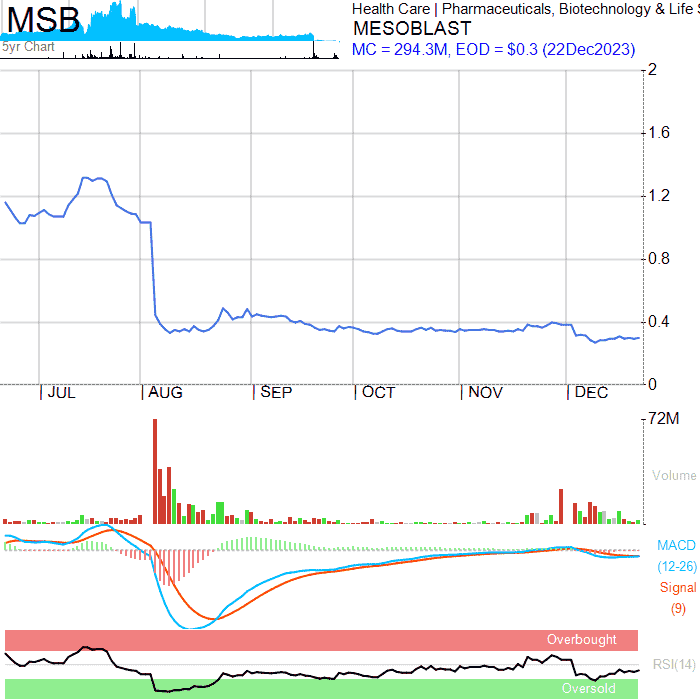 MSB
5yr Chart
Health Care | Pharmaceuticals, Biotechnology & Life S
MESOBLAST
MC = 294.3M, EOD = $0.3 (22Dec2023)
2
1.6
1.2
0.8
0.4
0
JUL AUG SEP OCT NOV DEC
72M
Volume
MACD
(12-26)
Signal
(9)
Overbought
RSI(14)
Oversold